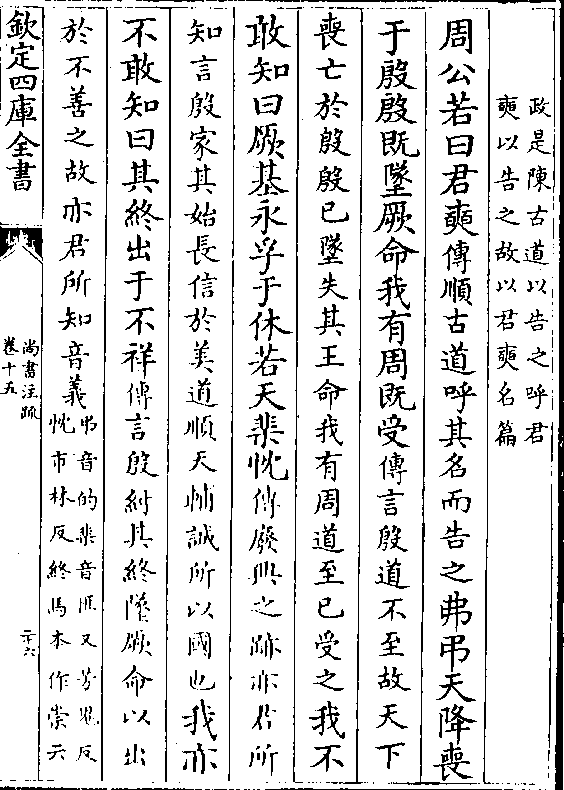 政是陳古道以告之呼君
奭以告之故以君奭名篇
周公若曰君奭傳順古道呼其名而告之弗弔天降喪
于殷殷既墜厥命我有周既受傳言殷道不至故天下
喪亡於殷殷已墜失其王命我有周道至已受之我不
敢知曰厥基永孚于休若天棐忱傳廢興之跡亦君所
知言殷家其始長信於美道順天輔誠所以國也我亦
不敢知曰其終出于不祥傳言殷紂其終墜厥命以出
於不善之故亦君所知音義
弔音的棐音匪又芳鬼反
忱市林反終馬本作崇云
欽定四庫全書
尚書注疏
卷十五
二十六